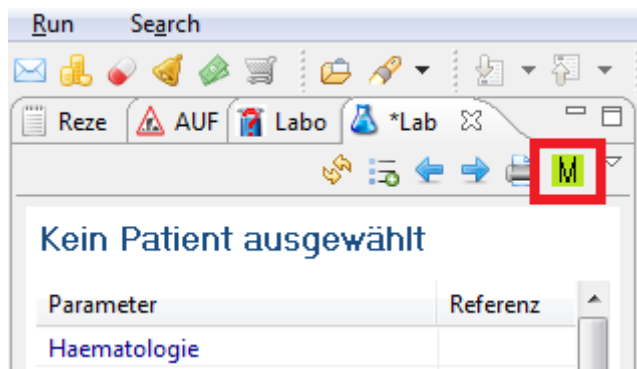 Run Search
Reze AUF Labo *Lab
M
Kein Patient ausgewählt
Parameter Referenz
Haematologie